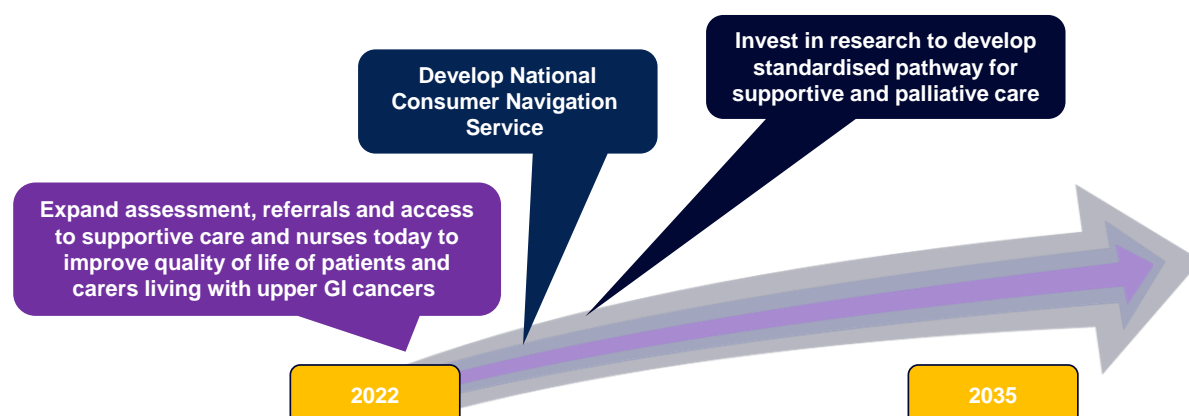 Invest in research to develop
standardised pathway for
supportive and palliative care
Develop National
Consumer Navigation
Service
Expand assessment, referrals and access
to supportive care and nurses today to
improve quality of life of patients and
carers living with upper GI cancers
2022
2035